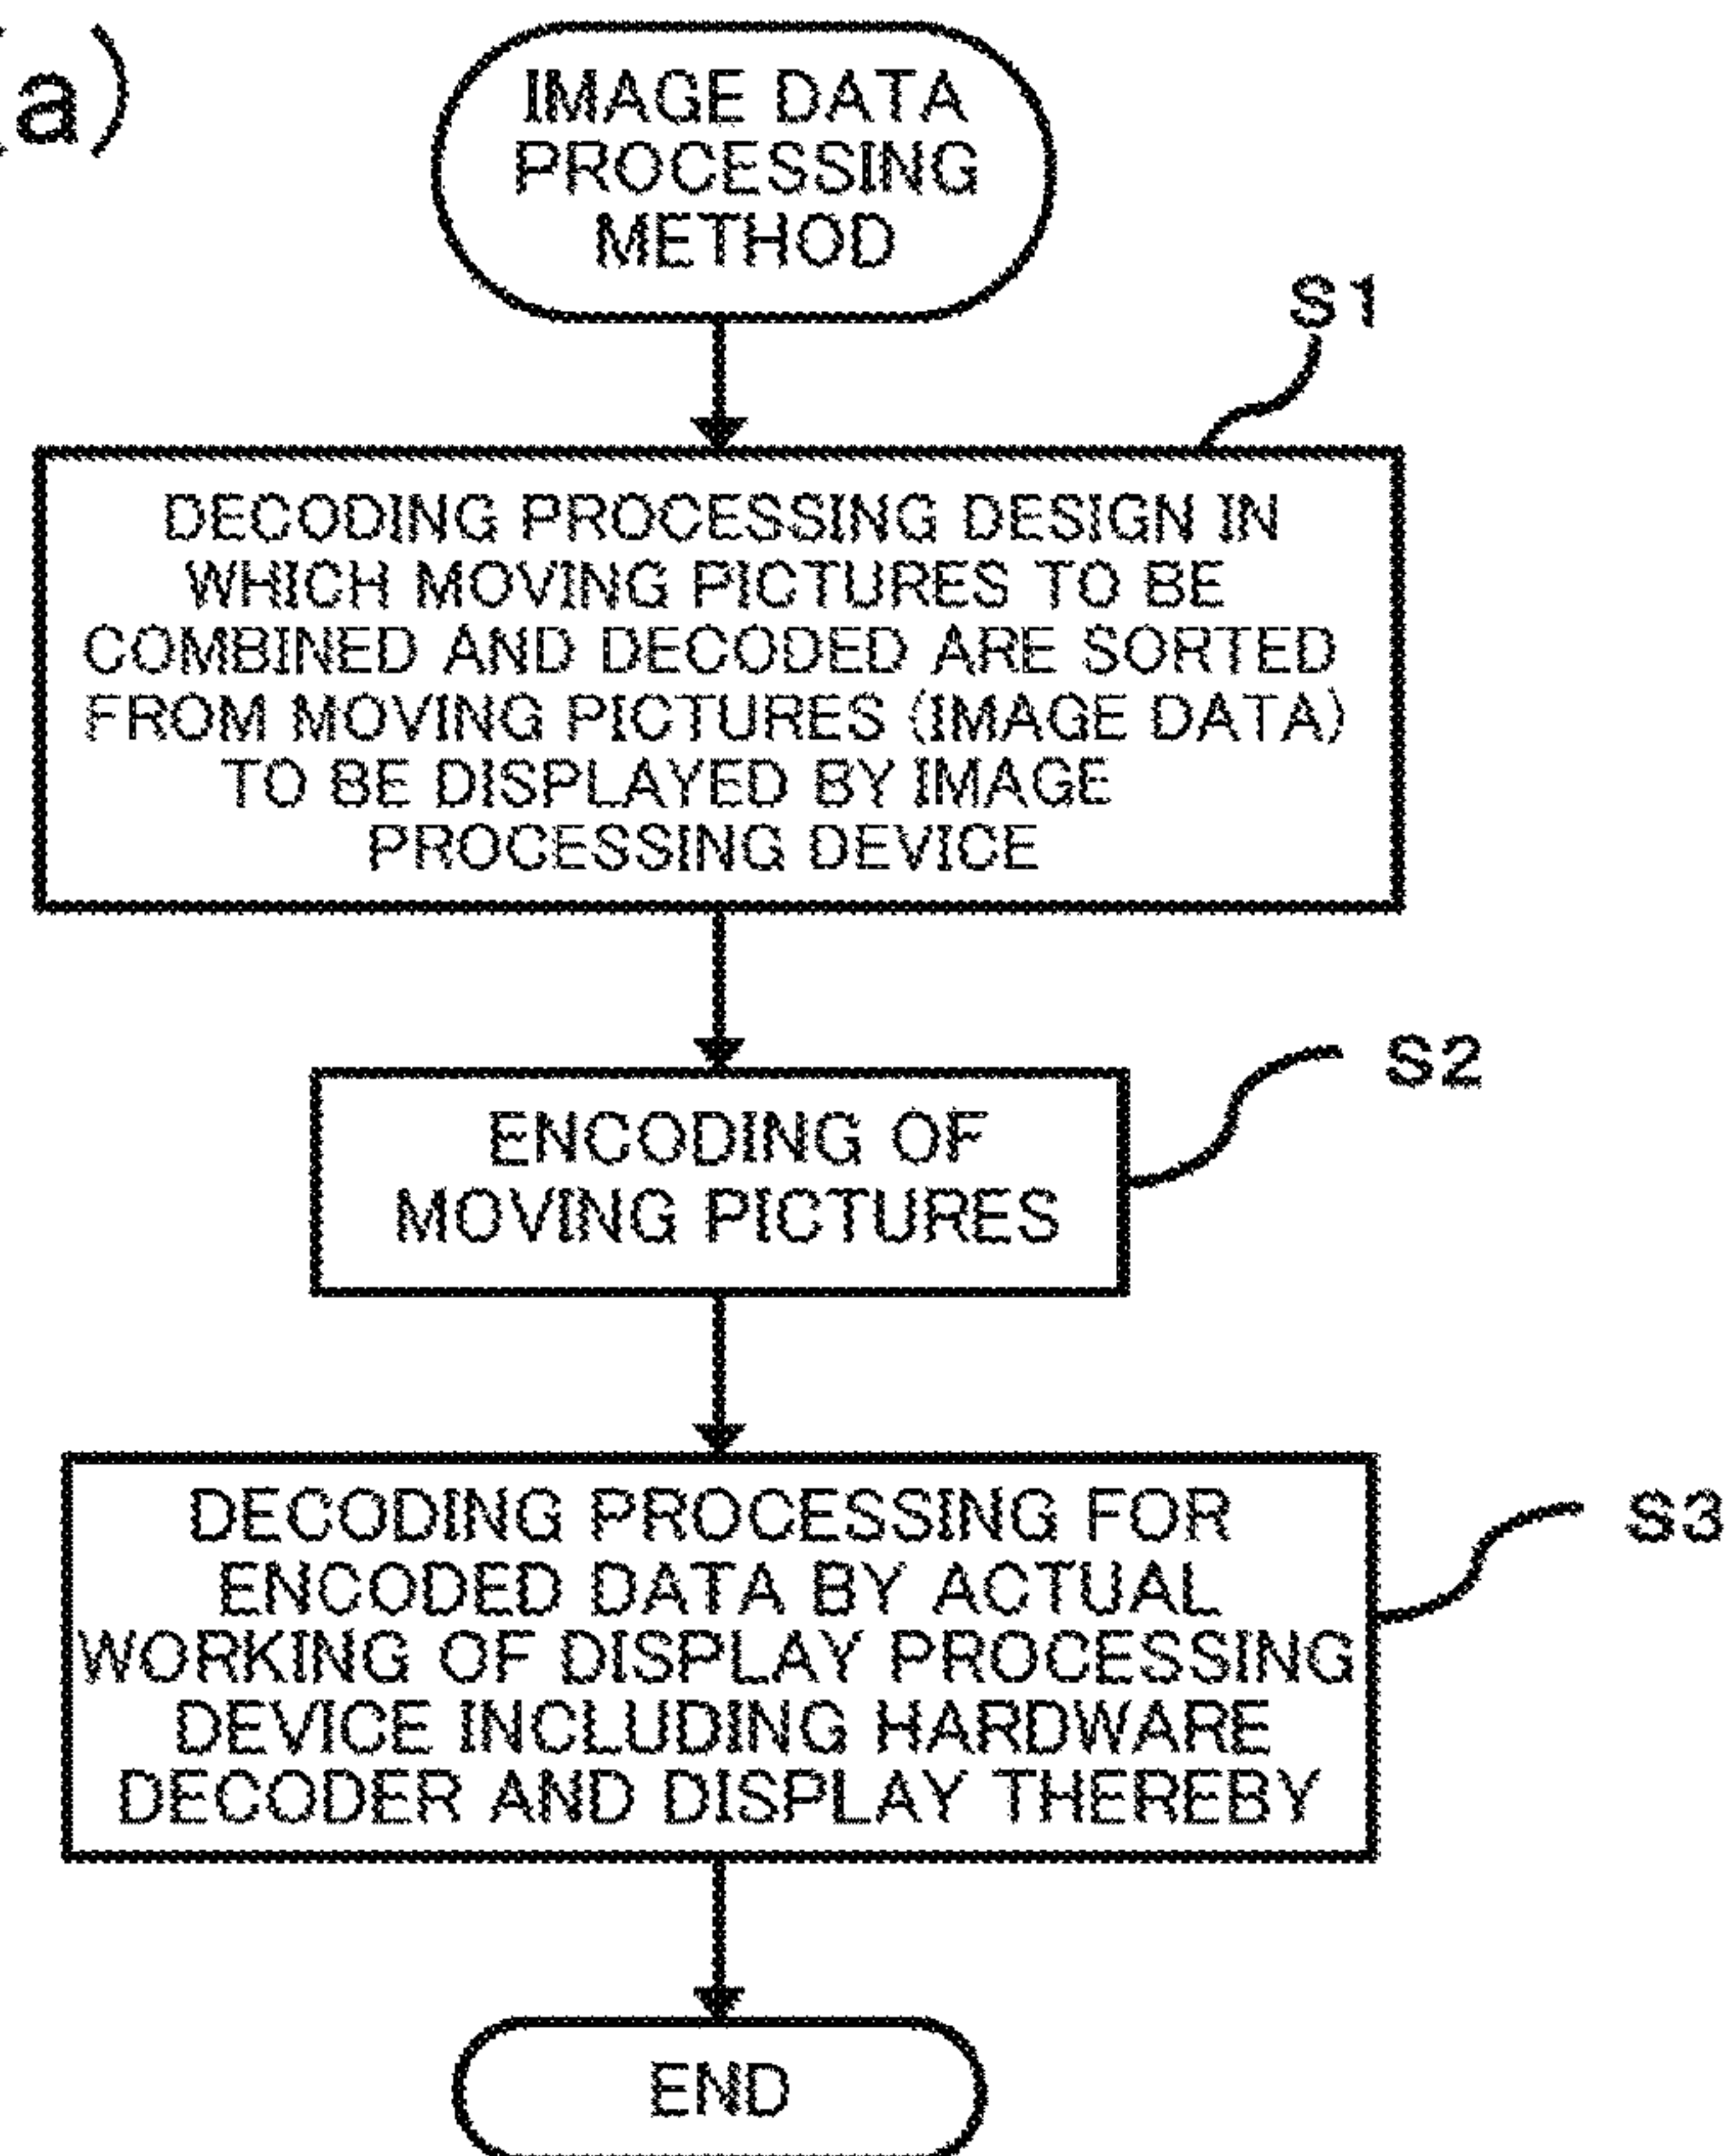 (a)
IMAGE DATA
PROCESSING
METHOD
S1
DECODING PROCESSING DESIGN IN
WHICH MOVING PICTURES TO BE
COMBINED AND DECODED ARE SORTED
FROM MOVING PICTURES (IMAGE DATA)
TO BE DISPLAYED BY IMAGE
PROCESSING DEVICE
S2
ENCODING OF
MOVING PICTURES
S3
DECODING PROCESSING FOR
ENCODED DATA BY ACTUAL
WORKING OF DISPLAY PROCESSING
DEVICE INCLUDING HARDWARE
DECODER AND DISPLAY THEREBY
END